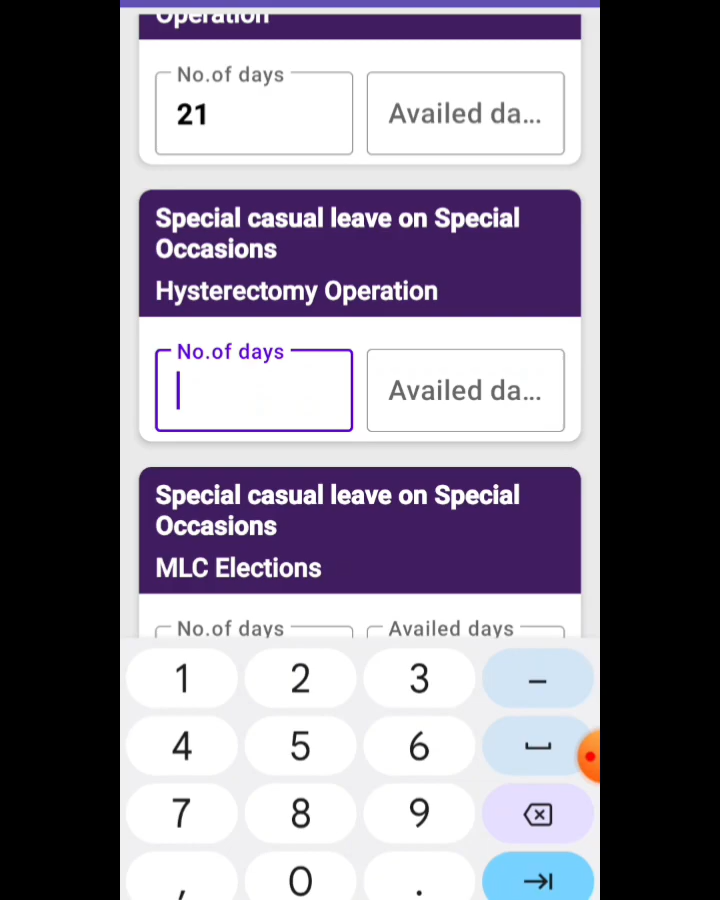 Operation
No.of days
21
Availed da...
Special casual leave on Special
Occasions
Hysterectomy Operation
No.of days
Availed da...
Special casual leave on Special
Occasions
MLC Elections
No.of days
Availed days
1 2 3 –
4 5 6
7 8 9
, 0 .